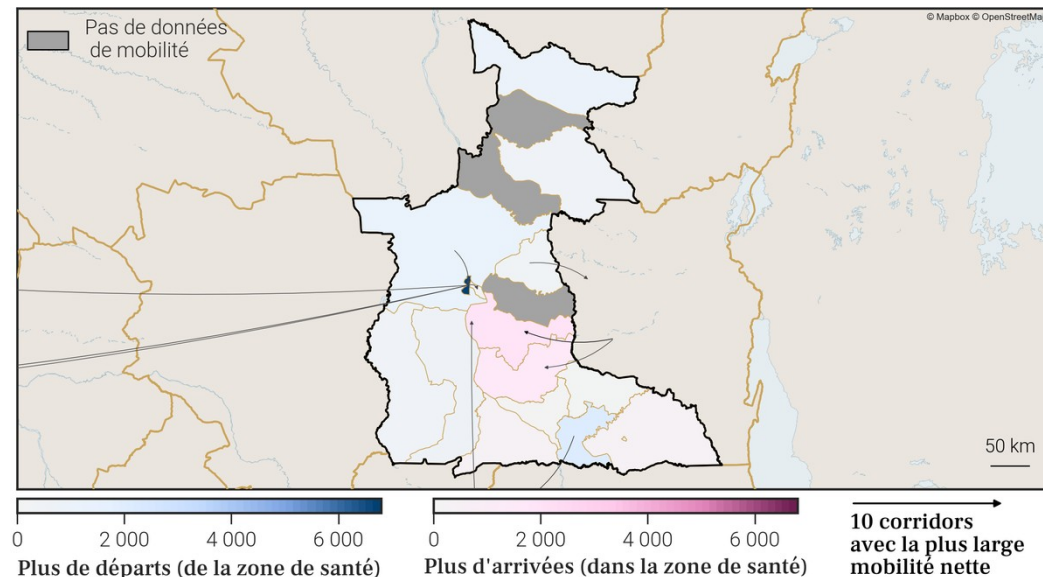 © Mapbox © OpenStreetMa
Pas de données
de mobilité
50 km
0 2 000 4 000 6 000
Plus de départs (de la zone de santé)
0 2 000 4 000 6 000
Plus d'arrivées (dans la zone de santé)
10 corridors
avec la plus large
mobilité nette